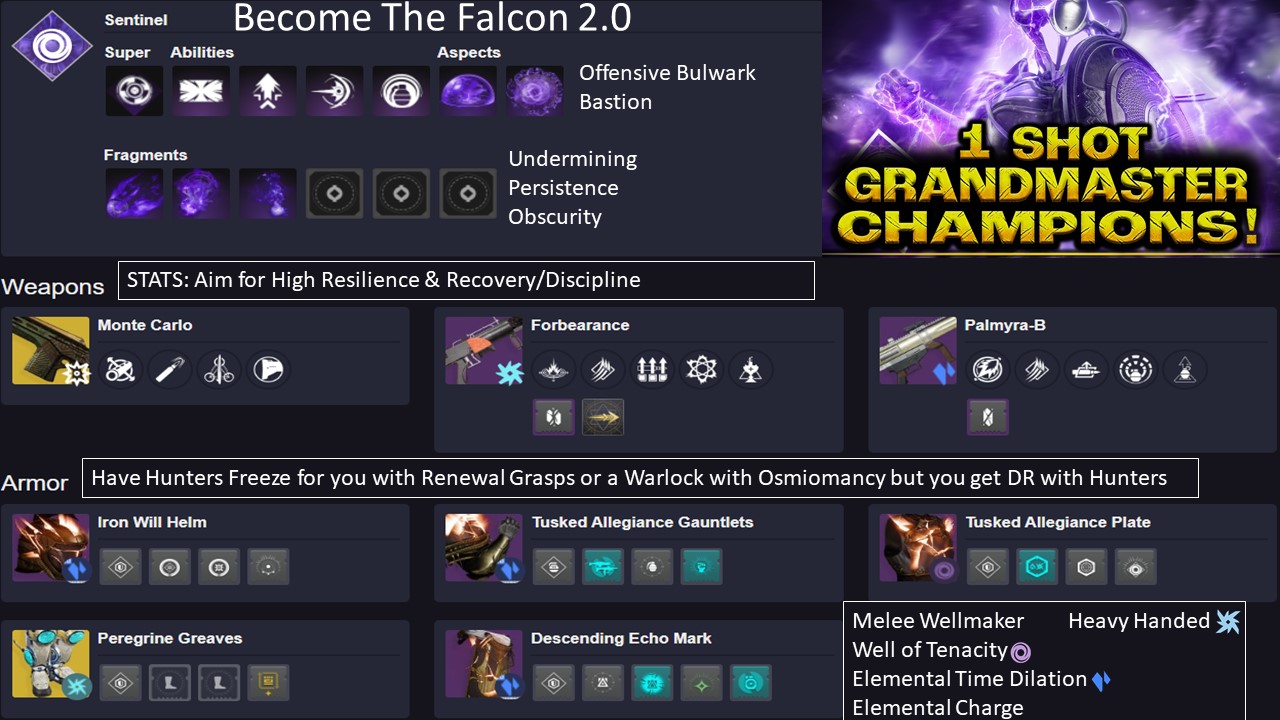 Become The Falcon 2.0
Sentinel
Super Abilities Aspects
Offensive Bulwark
Bastion
Fragments
Undermining
Persistence
Obscurity
1 SHOT
GRANDMASTER
CHAMPIONS!
Weapons
STATS: Aim for High Resilience & Recovery/Discipline
Monte Carlo
Forbearance
Palmyra-B
Armor
Have Hunters Freeze for you with Renewal Grasps or a Warlock with Osmiomancy but you get DR with Hunters
Iron Will Helm
Tusked Allegiance Gauntlets
Tusked Allegiance Plate
Peregrine Greaves
Descending Echo Mark
Melee Wellmaker Heavy Handed
Well of Tenacity
Elemental Time Dilation
Elemental Charge